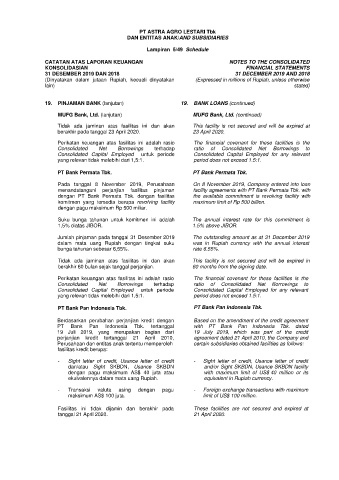 PT ASTRA AGRO LESTARI Tbk
DAN ENTITAS ANAK/AND SUBSIDIARIES
Lampiran 5/49 Schedule
CATATAN ATAS LAPORAN KEUANGAN
KONSOLIDASIAN
31 DESEMBER 2019 DAN 2018
(Dinyatakan dalam jutaan Rupiah, kecuali dinyatakan
lain)
NOTES TO THE CONSOLIDATED
FINANCIAL STATEMENTS
31 DECEMBER 2019 AND 2018
(Expressed in millions of Rupiah, unless otherwise
stated)
19. PINJAMAN BANK (lanjutan)
MUFG Bank, Ltd. (lanjutan)
Tidak ada jaminan atas fasilitas ini dan akan
berakhir pada tanggal 23 April 2020.
Perikatan keuangan atas fasilitas ini adalah rasio
Consolidated Net Borrowings terhadap
Consolidated Capital Employed untuk periode
yang relevan tidak melebihi dari 1,5:1.
PT Bank Permata Tbk.
Pada tanggal 8 November 2019, Perusahaan
menandatangani perjanjian fasilitas pinjaman
dengan PT Bank Permata Tbk. dengan fasilitas
komitmen yang tersedia berupa revolving facility
dengan pagu maksimum Rp 500 miliar.
Suku bunga tahunan untuk komitmen ini adalah
1,5% diatas JIBOR.
Jumlah pinjaman pada tanggal 31 Desember 2019
dalam mata uang Rupiah dengan tingkat suku
bunga tahunan sebesar 6,55%.
Tidak ada jaminan atas fasilitas ini dan akan
berakhir 60 bulan sejak tanggal perjanjian.
Perikatan keuangan atas fasilitas ini adalah rasio
Consolidated Net Borrowings terhadap
Consolidated Capital Employed untuk periode
yang relevan tidak melebihi dari 1,5:1.
PT Bank Pan Indonesia Tbk.
Berdasarkan perubahan perjanjian kredit dengan
PT Bank Pan Indonesia Tbk. tertanggal
19 Juli 2019, yang merupakan bagian dari
perjanjian kredit tertanggal 21 April 2010,
Perusahaan dan entitas anak tertentu memperoleh
fasilitas kredit berupa:
- Sight letter of credit, Usance letter of credit
dan/atau Sight SKBDN, Usance SKBDN
dengan pagu maksimum AS$ 40 juta atau
ekuivalennya dalam mata uang Rupiah.
- Transaksi valuta asing dengan pagu
maksimum AS$ 100 juta.
Fasilitas ini tidak dijamin dan berakhir pada
tanggal 21 April 2020.
19. BANK LOANS (continued)
MUFG Bank, Ltd. (continued)
This facility is not secured and will be expired at
23 April 2020.
The financial covenant for these facilities is the
ratio of Consolidated Net Borrowings to
Consolidated Capital Employed for any relevant
period does not exceed 1.5:1.
PT Bank Permata Tbk.
On 8 November 2019, Company entered into loan
facility agreements with PT Bank Permata Tbk. with
the available commitment is revolving facility with
maximum limit of Rp 500 billion.
The annual interest rate for this commitment is
1.5% above JIBOR.
The outstanding amount as at 31 December 2019
was in Rupiah currency with the annual interest
rate 6.55%.
This facility is not secured and will be expired in
60 months from the signing date.
The financial covenant for these facilities is the
ratio of Consolidated Net Borrowings to
Consolidated Capital Employed for any relevant
period does not exceed 1.5:1.
PT Bank Pan Indonesia Tbk.
Based on the amendment of the credit agreement
with PT Bank Pan Indonesia Tbk. dated
19 July 2019, which was part of the credit
agreement dated 21 April 2010, the Company and
certain subsidiaries obtained facilities as follows:
- Sight letter of credit, Usance letter of credit
and/or Sight SKBDN, Usance SKBDN facility
with maximum limit of US$ 40 million or its
equivalent in Rupiah currency.
- Foreign exchange transactions with maximum
limit of US$ 100 million.
These facilities are not secured and expired at
21 April 2020.